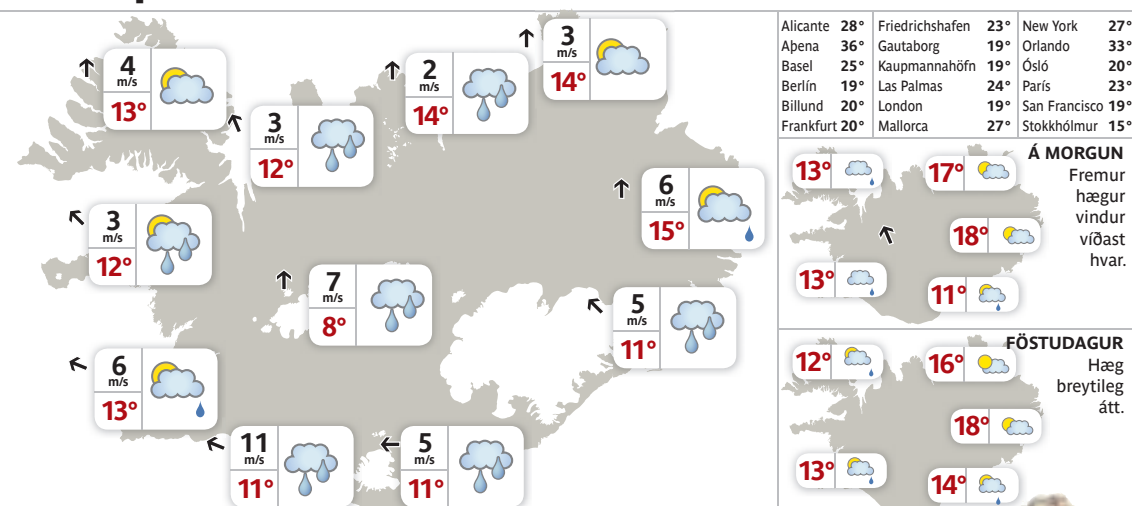 4
m/s
13°
3
m/s
12°
2
m/s
14°
3
m/s
14°
3
m/s
12°
6
m/s
15°
7
m/s
8°
5
m/s
11°
6
m/s
13°
11
m/s
11°
5
m/s
11°
Alicante 28°
Aþena 36°
Basel 25°
Berlín 19°
Billund 20°
Frankfurt 20°
Friedrichshafen 23°
Gautaborg 19°
Kaupmannahöfn 19°
Las Palmas 24°
London 19°
Mallorca 27°
New York 27°
Orlando 33°
Ósló 20°
París 23°
San Francisco 19°
Stokkhólmur 15°
Á MORGUN
Fremur
hægur
vindur
víðast
hvar.
13°
17°
18°
13°
11°
FÖSTUDAGUR
Hæg
breytileg
átt.
12°
16°
18°
13°
14°